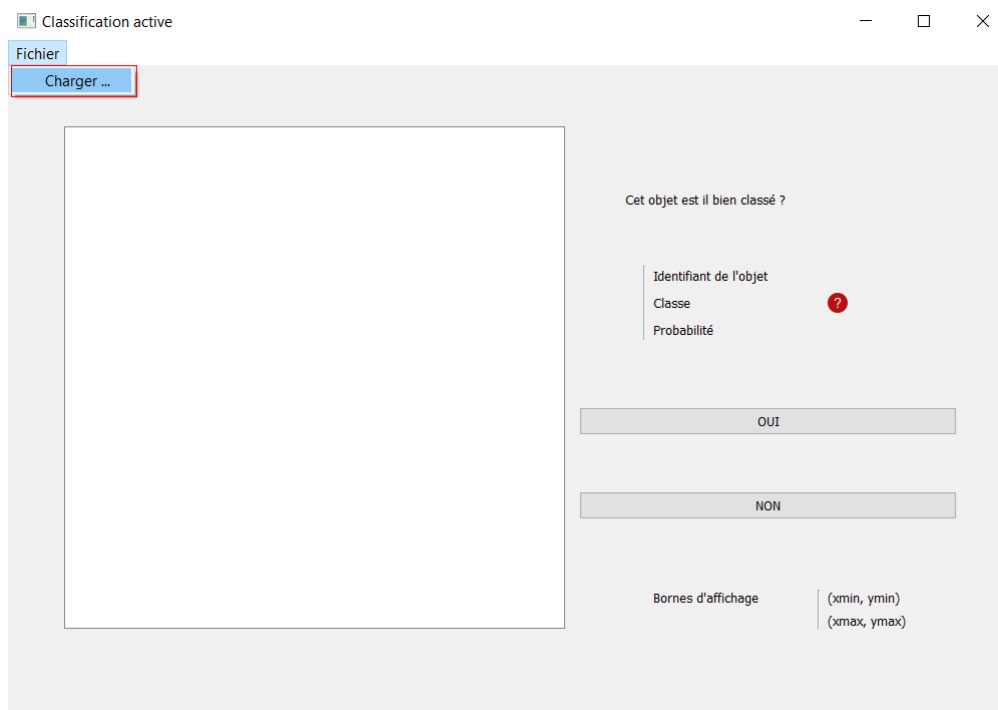 Classification active
Fichier
Charger ...
Cet objet est il bien classé ?
Identifiant de l'objet
Classe
?
Probabilité
OUI
NON
Bornes d'affichage
(xmin, ymin)
(xmax, ymax)